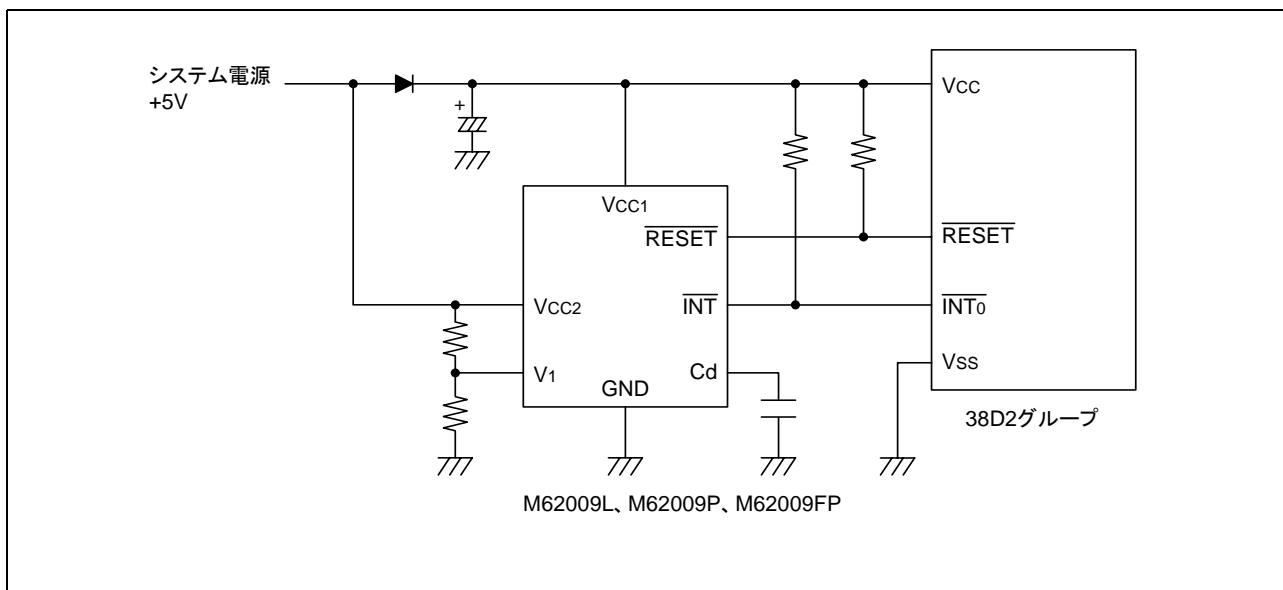 システム電源
+5V
+
VCC
VCC1
RESET
RESET
VCC2
INT
INT0
V1
Cd
VSS
GND
38D2グループ
M62009L、M62009P、M62009FP